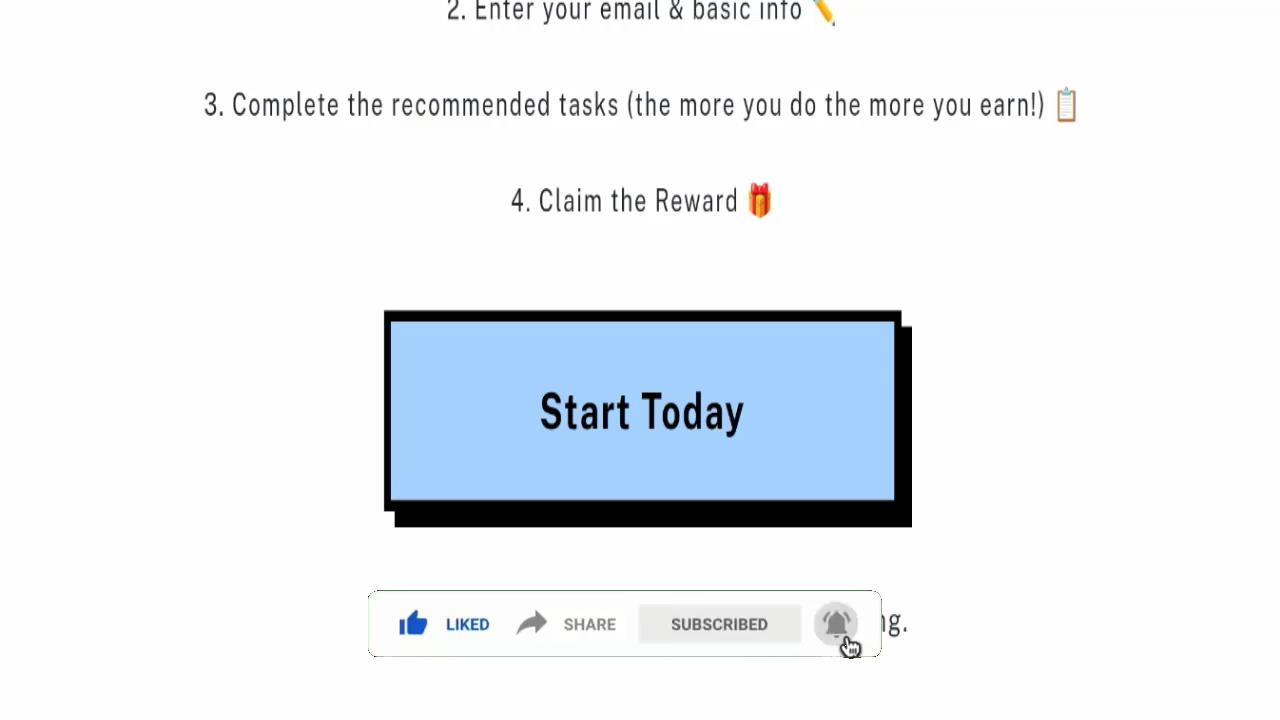 2. Enter your email & basic info ✏️
3. Complete the recommended tasks (the more you do the more you earn!) 📋
4. Claim the Reward 🎁
Start Today
LIKED SHARE SUBSCRIBED